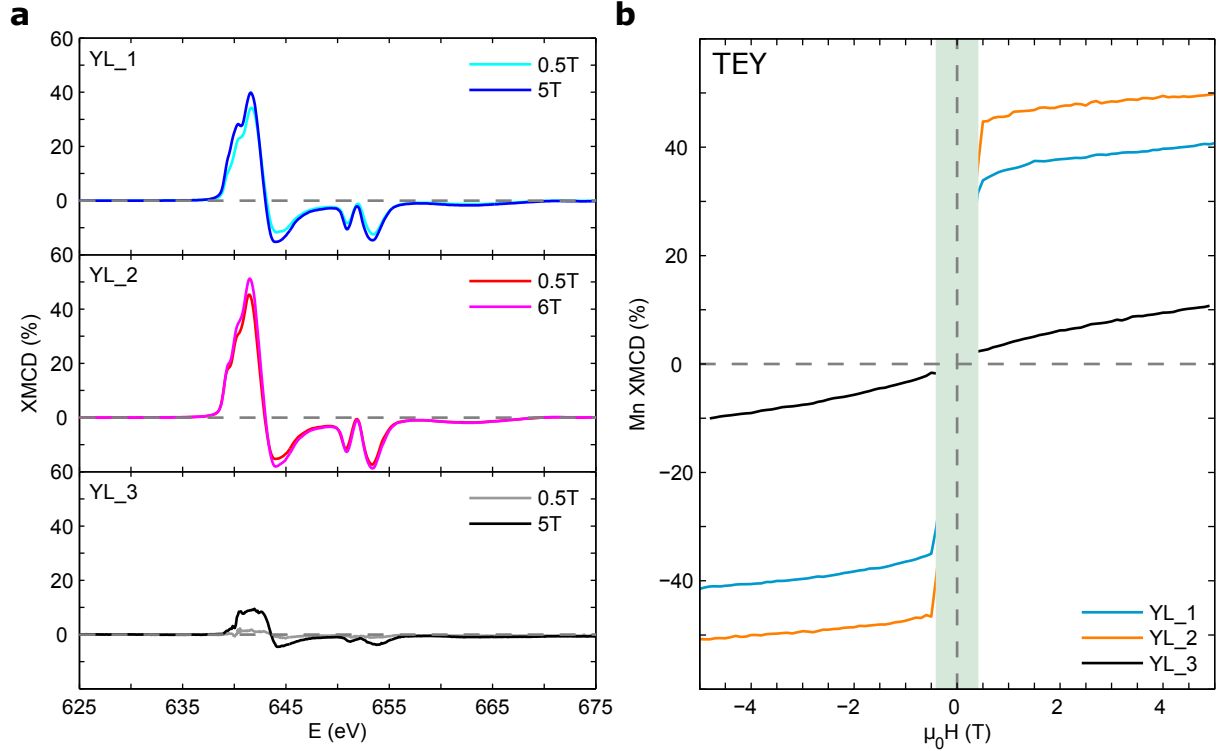 a
60
YL_1
0.5T
5T
40
20
0
60
YL_2
0.5T
6T
40
20
0
60
YL_3
0.5T
5T
40
20
0
XMCD (%)
625 635 645 655 665 675
E (eV)
b
TEY
40
20
0
−20
−40
Mn XMCD (%)
YL_1
YL_2
YL_3
−4 −2 0 2 4
μ0H (T)